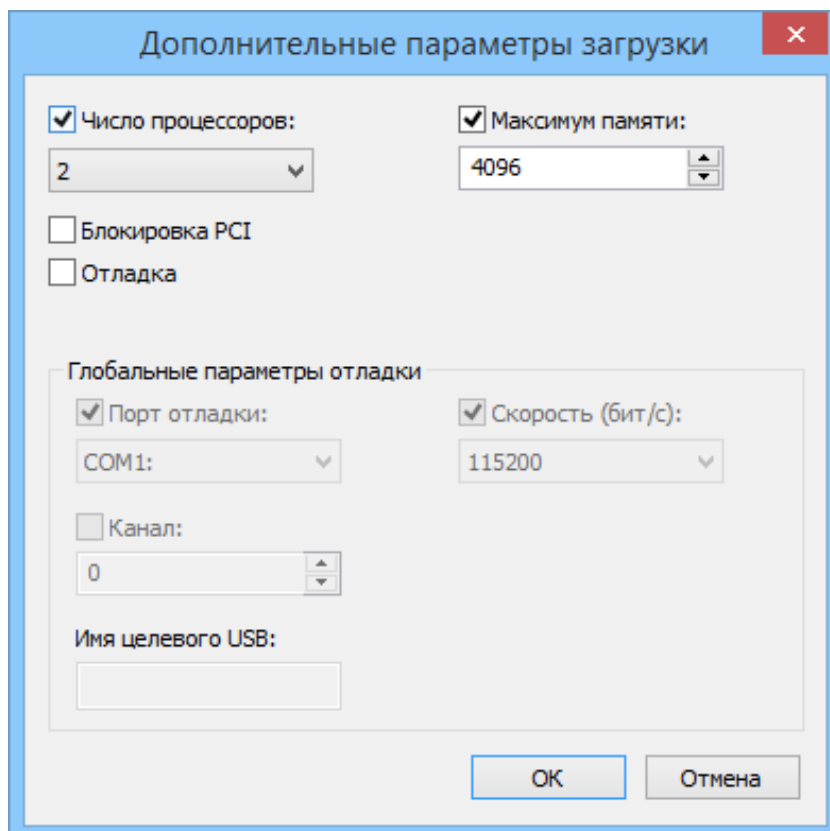 Дополнительные параметры загрузки
Число процессоров:
Максимум памяти:
2
4096
Блокировка PCI
Отладка
Глобальные параметры отладки
Порт отладки:
Скорость (бит/с):
COM1:
115200
Канал:
0
Имя целевого USB:
ОК
Отмена